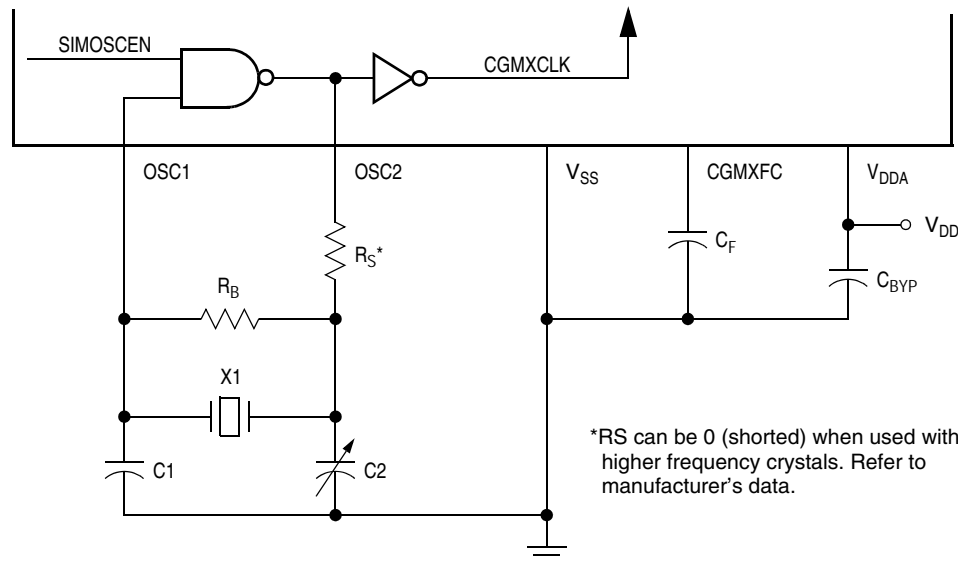 SIMOSCEN
CGMXCLK
OSC1
OSC2
VSS
CGMXFC
VDDA
VDD
RS*
CF
CBYP
RB
X1
C1
C2
*RS can be 0 (shorted) when used with
higher frequency crystals. Refer to
manufacturer's data.